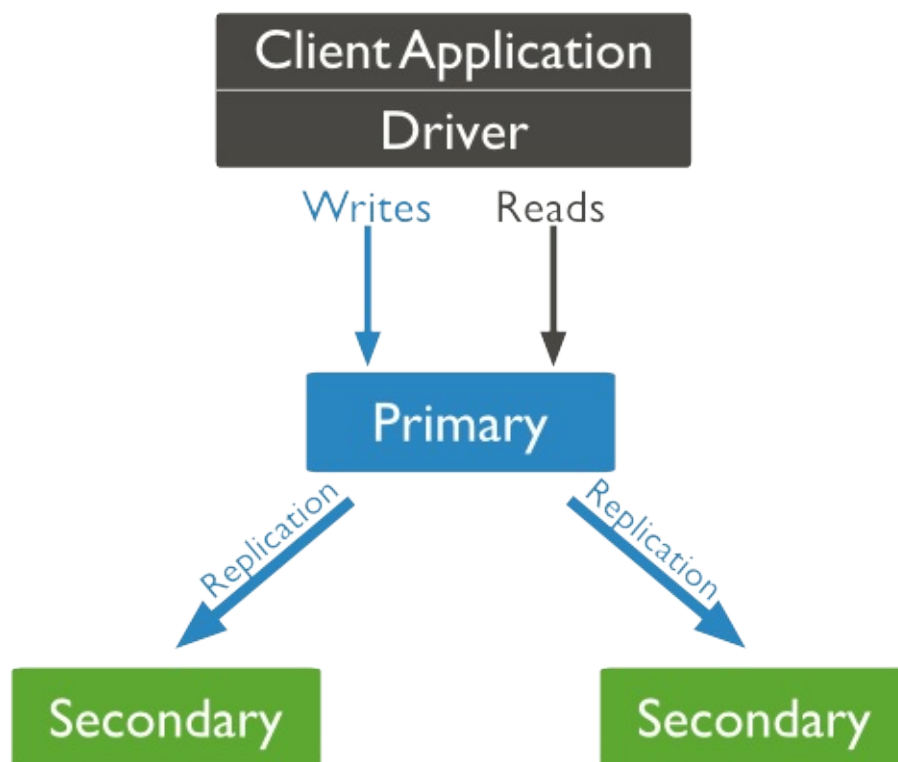 Client Application
Driver
Writes
Reads
Primary
Replication
Replication
Secondary
Secondary